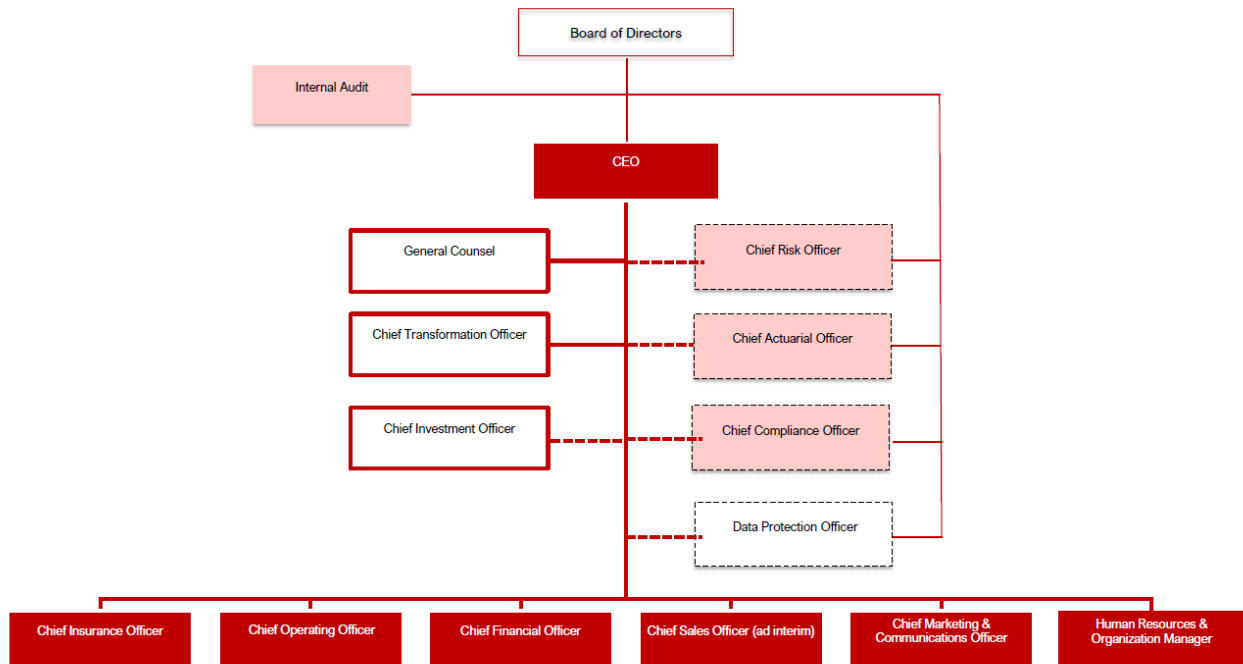 Board of Directors
Internal Audit
CEO
General Counsel
Chief Risk Officer
Chief Transformation Officer
Chief Actuarial Officer
Chief Investment Officer
Chief Compliance Officer
Data Protection Officer
Chief Insurance Officer
Chief Operating Officer
Chief Financial Officer
Chief Sales Officer (ad interim)
Chief Marketing &
Communications Officer
Human Resources &
Organization Manager